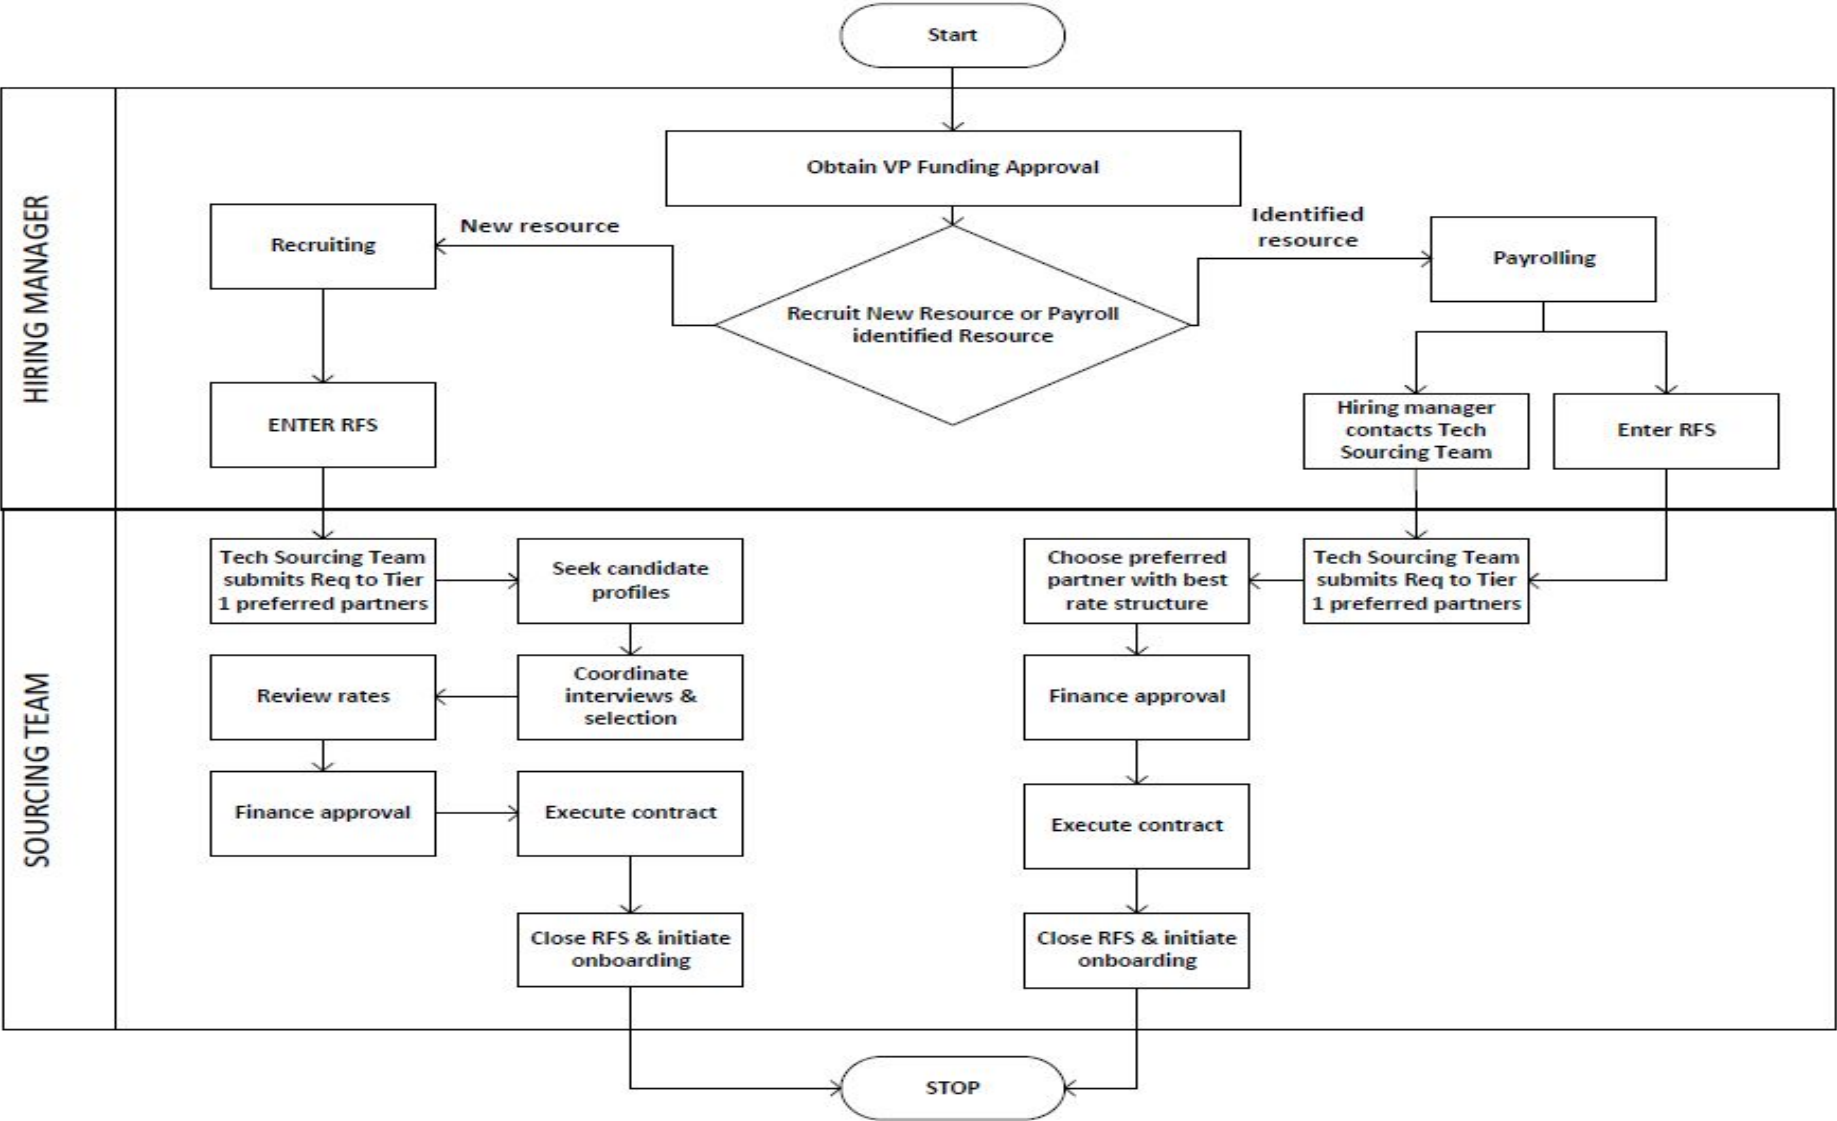 Start
HIRING MANAGER
Obtain VP Funding Approval
Recruiting
New resource
Identified
resource
Payrolling
Recruit New Resource or Payroll
identified Resource
ENTER RFS
Hiring manager
contacts Tech
Sourcing Team
Enter RFS
SOURCING TEAM
Tech Sourcing Team
submits Req to Tier
1 preferred partners
Seek candidate
profiles
Choose preferred
partner with best
rate structure
Tech Sourcing Team
submits Req to Tier
1 preferred partners
Review rates
Coordinate
interviews &
selection
Finance approval
Finance approval
Execute contract
Execute contract
Close RFS & initiate
onboarding
Close RFS & initiate
onboarding
STOP